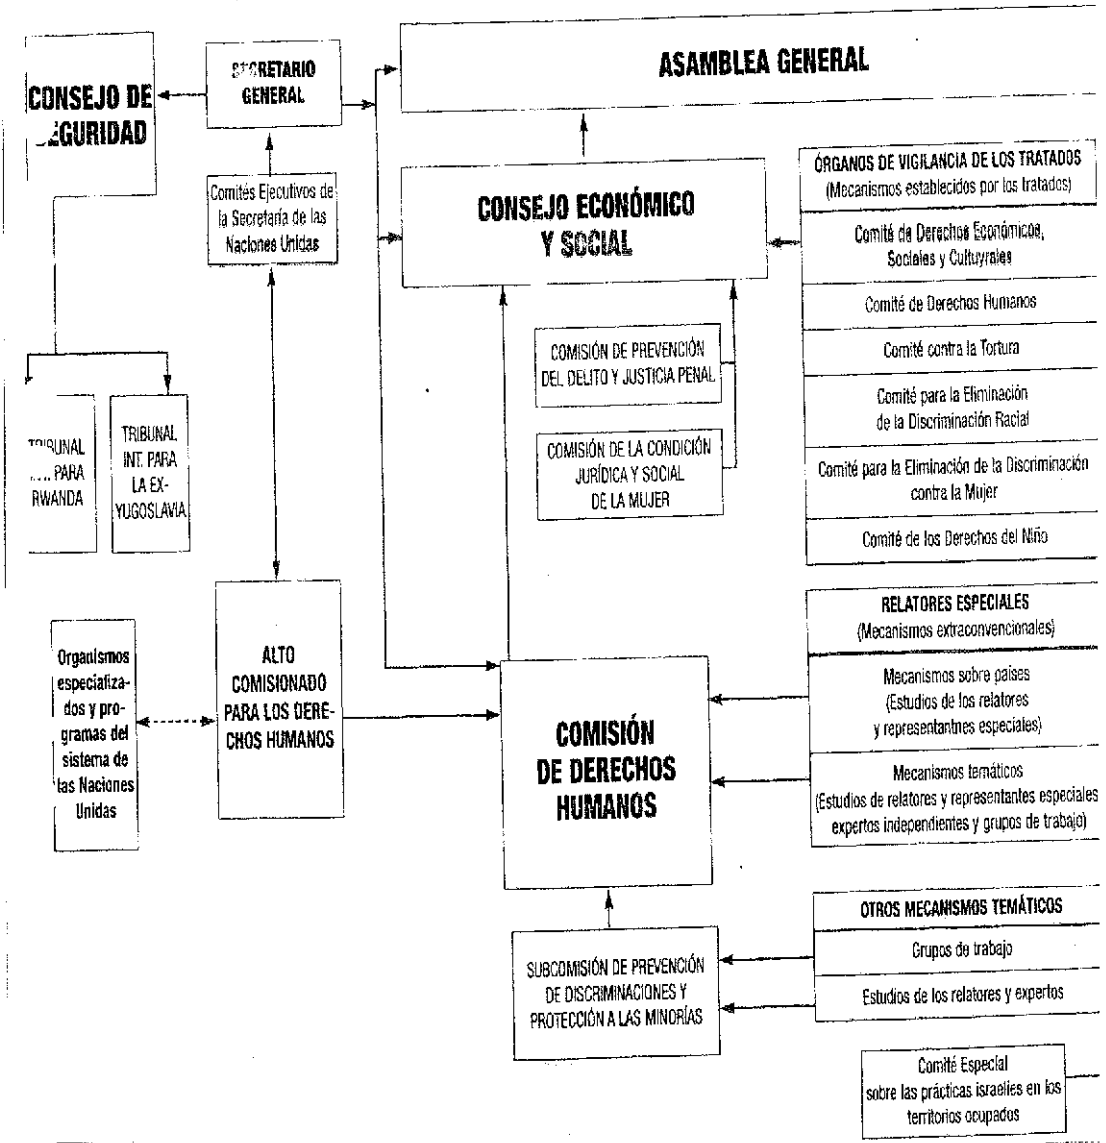 CONSEJO DE
SECRETARIO
GENERAL
ASAMBLEA GENERAL
Comités Ejecutivos de
la Secretaría de las
Naciones Unidas
CONSEJO ECONÓMICO
Y SOCIAL
ÓRGANOS DE VIGILANCIA DE LOS TRATADOS
(Mecanismos establecidos por los tratados)
Comité de Derechos Económicos,
Sociales y Cultuyrales
Comité de Derechos Humanos
Comité contra la Tortura
Comité para la Eliminación
de la Discriminación Racial
Comité para la Eliminación de la Discriminación
contra la Mujer
Comité de los Derechos del Niño
COMISIÓN DE PREVENCIÓN
DEL DELITO Y JUSTICIA PENAL
COMISIÓN DE LA CONDICIÓN
JURÍDICA Y SOCIAL
DE LA MUJER
PARA
RWANDA
TRIBUNAL
INT. PARA
LA EX-
YUGOSLAVIA
Organismos
especializa-
dos y pro-
gramas del
sistema de
las Naciones
Unidas
ALTO
COMISIONADO
PARA LOS DERE-
CHOS HUMANOS
COMISIÓN
DE DERECHOS
HUMANOS
RELATORES ESPECIALES
(Mecanismos extraconvencionales)
Mecanismos sobre países
(Estudios de los relatores
y representantnes especiales)
Mecanismos temáticos
(Estudios de relatores y representantes especiales
expertos independientes y grupos de trabajo)
SUBCOMISIÓN DE PREVENCIÓN
DE DISCRIMINACIONES Y
PROTECCIÓN A LAS MINORÍAS
OTROS MECANISMOS TEMÁTICOS
Grupos de trabajo
Estudios de los relatores y expertos
Comité Especial
sobre las prácticas israelíes en los
territorios ocupados